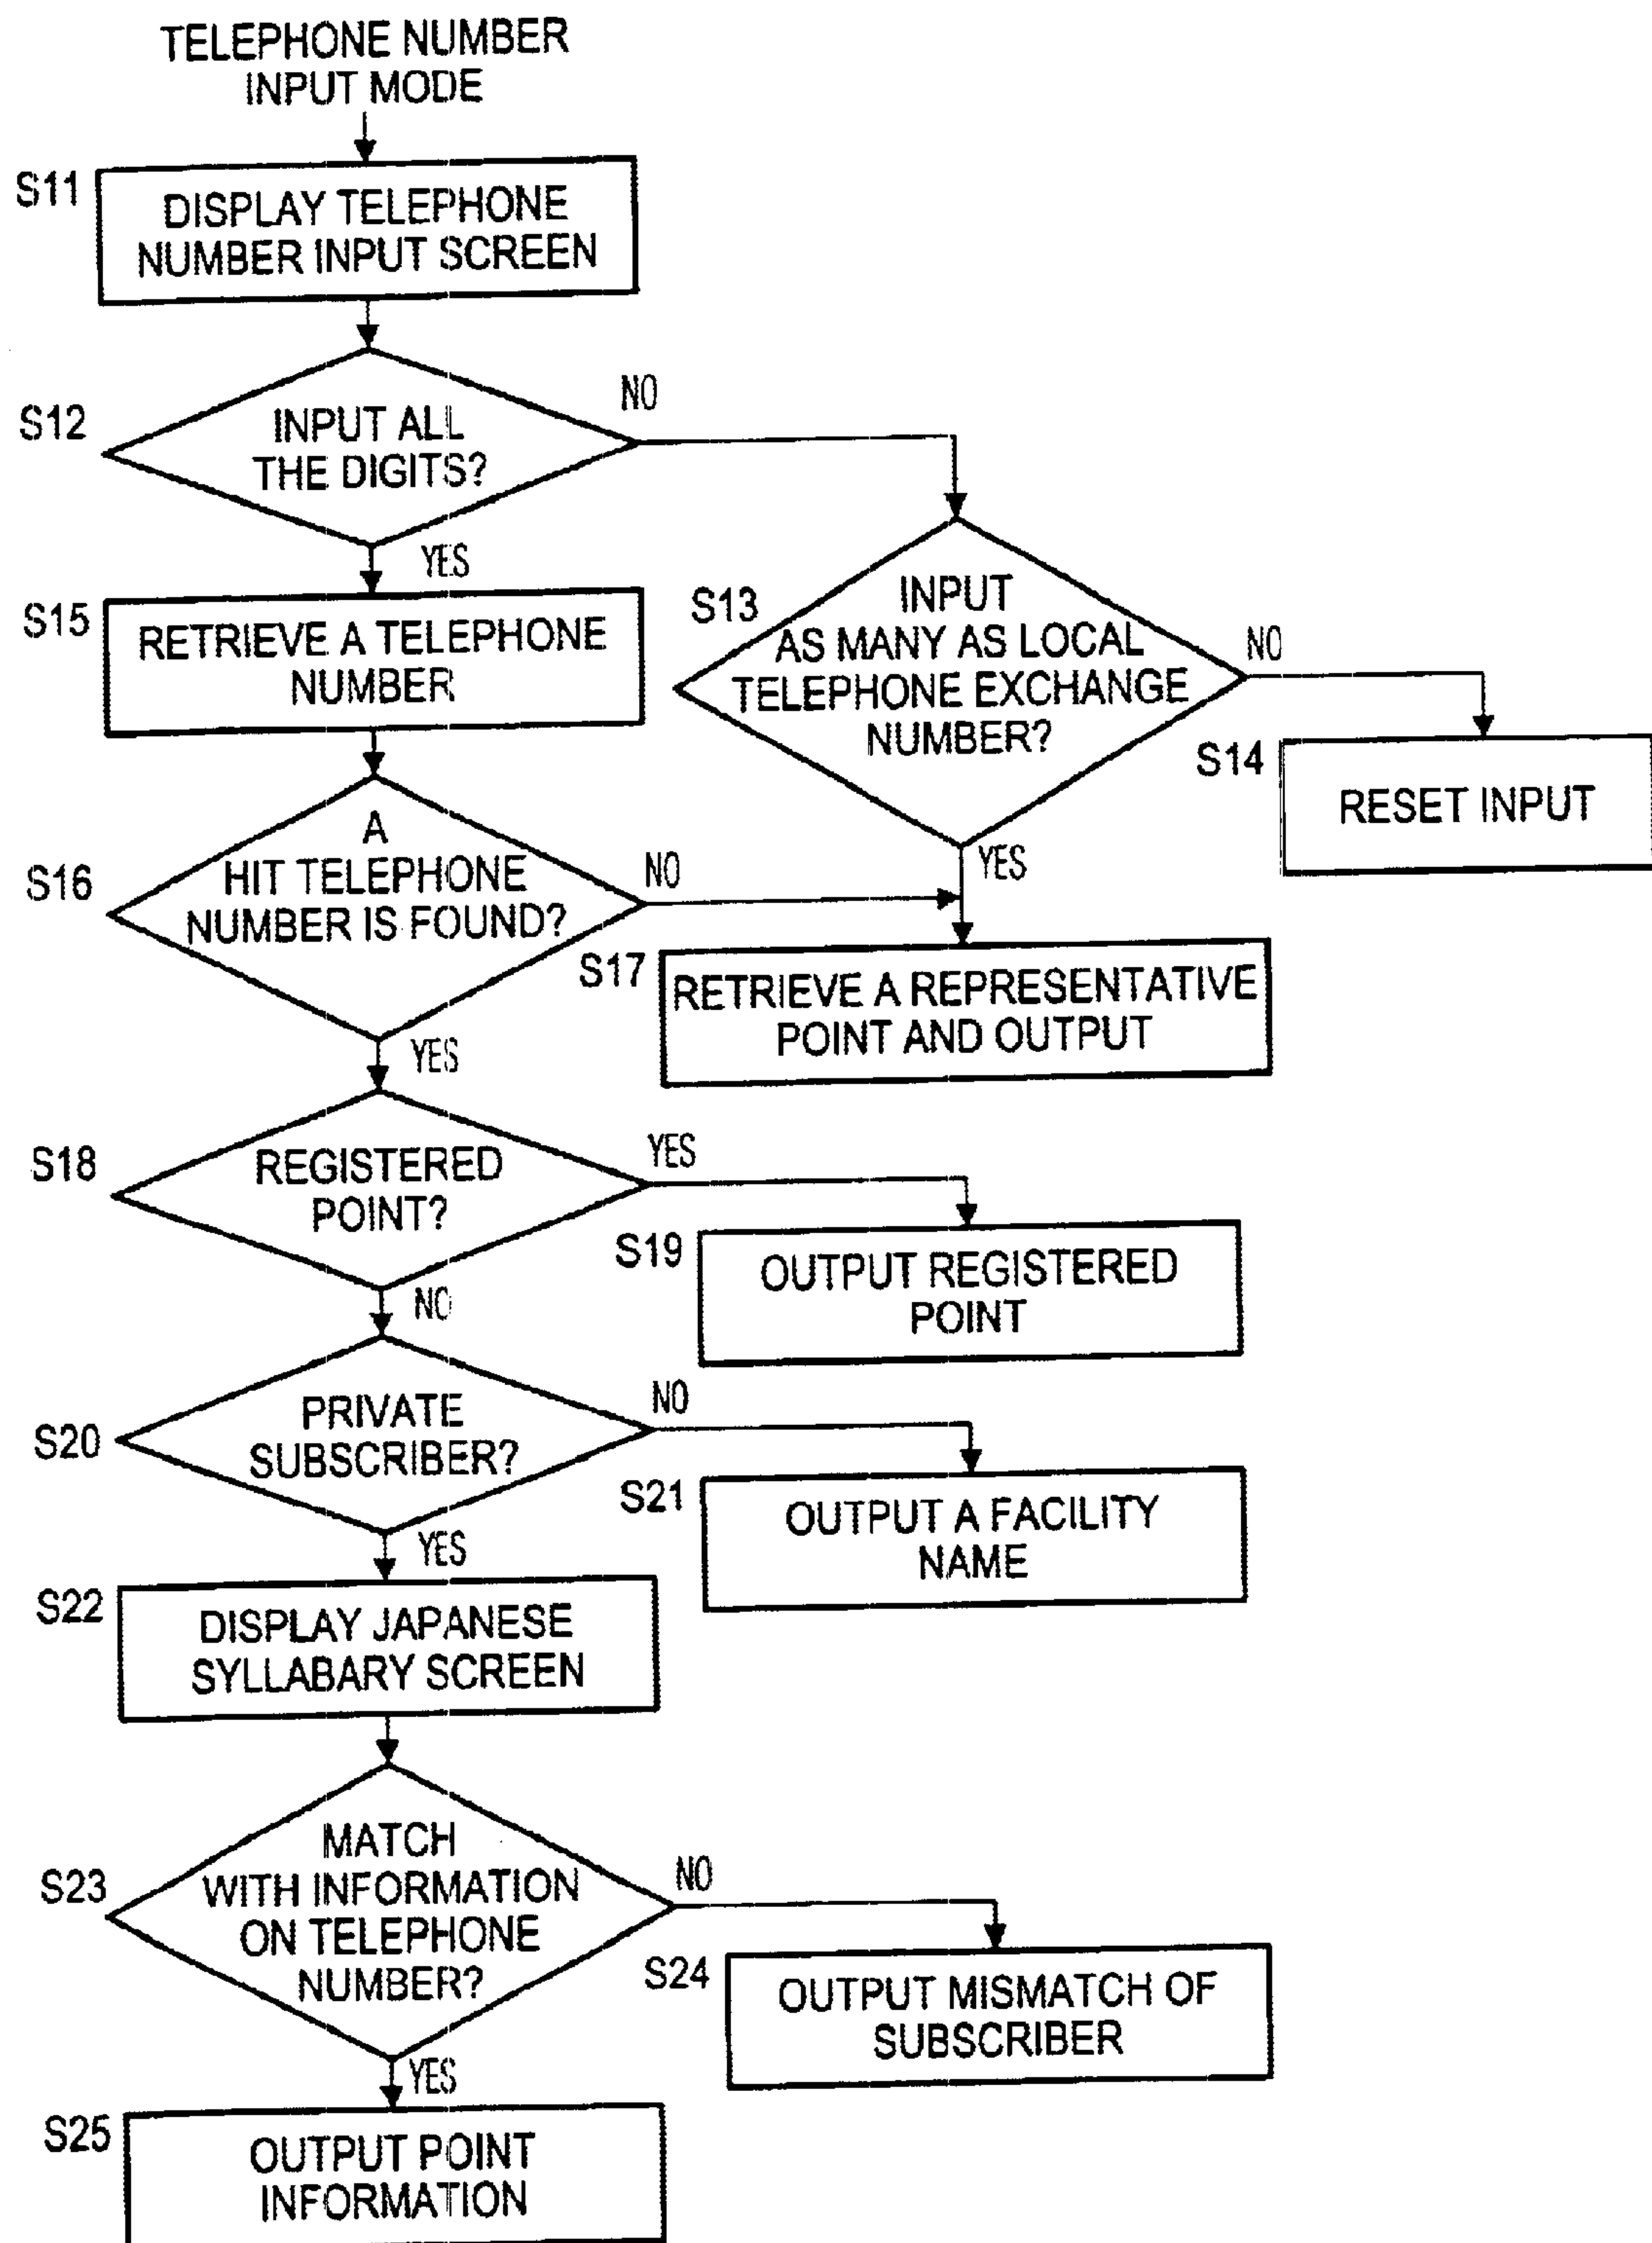 TELEPHONE NUMBER
INPUT MODE
S11
DISPLAY TELEPHONE
NUMBER INPUT SCREEN
S12
INPUT ALL
THE DIGITS?
NO
YES
S13
INPUT
AS MANY AS LOCAL
TELEPHONE EXCHANGE
NUMBER?
NO
YES
S14
RESET INPUT
S15
RETRIEVE A TELEPHONE
NUMBER
S16
A
HIT TELEPHONE
NUMBER IS FOUND?
NO
YES
S17
RETRIEVE A REPRESENTATIVE
POINT AND OUTPUT
S18
REGISTERED
POINT?
YES
NO
S19
OUTPUT REGISTERED
POINT
S20
PRIVATE
SUBSCRIBER?
NO
YES
S21
OUTPUT A FACILITY
NAME
S22
DISPLAY JAPANESE
SYLLABARY SCREEN
S23
MATCH
WITH INFORMATION
ON TELEPHONE
NUMBER?
NO
YES
S24
OUTPUT MISMATCH OF
SUBSCRIBER
S25
OUTPUT POINT
INFORMATION